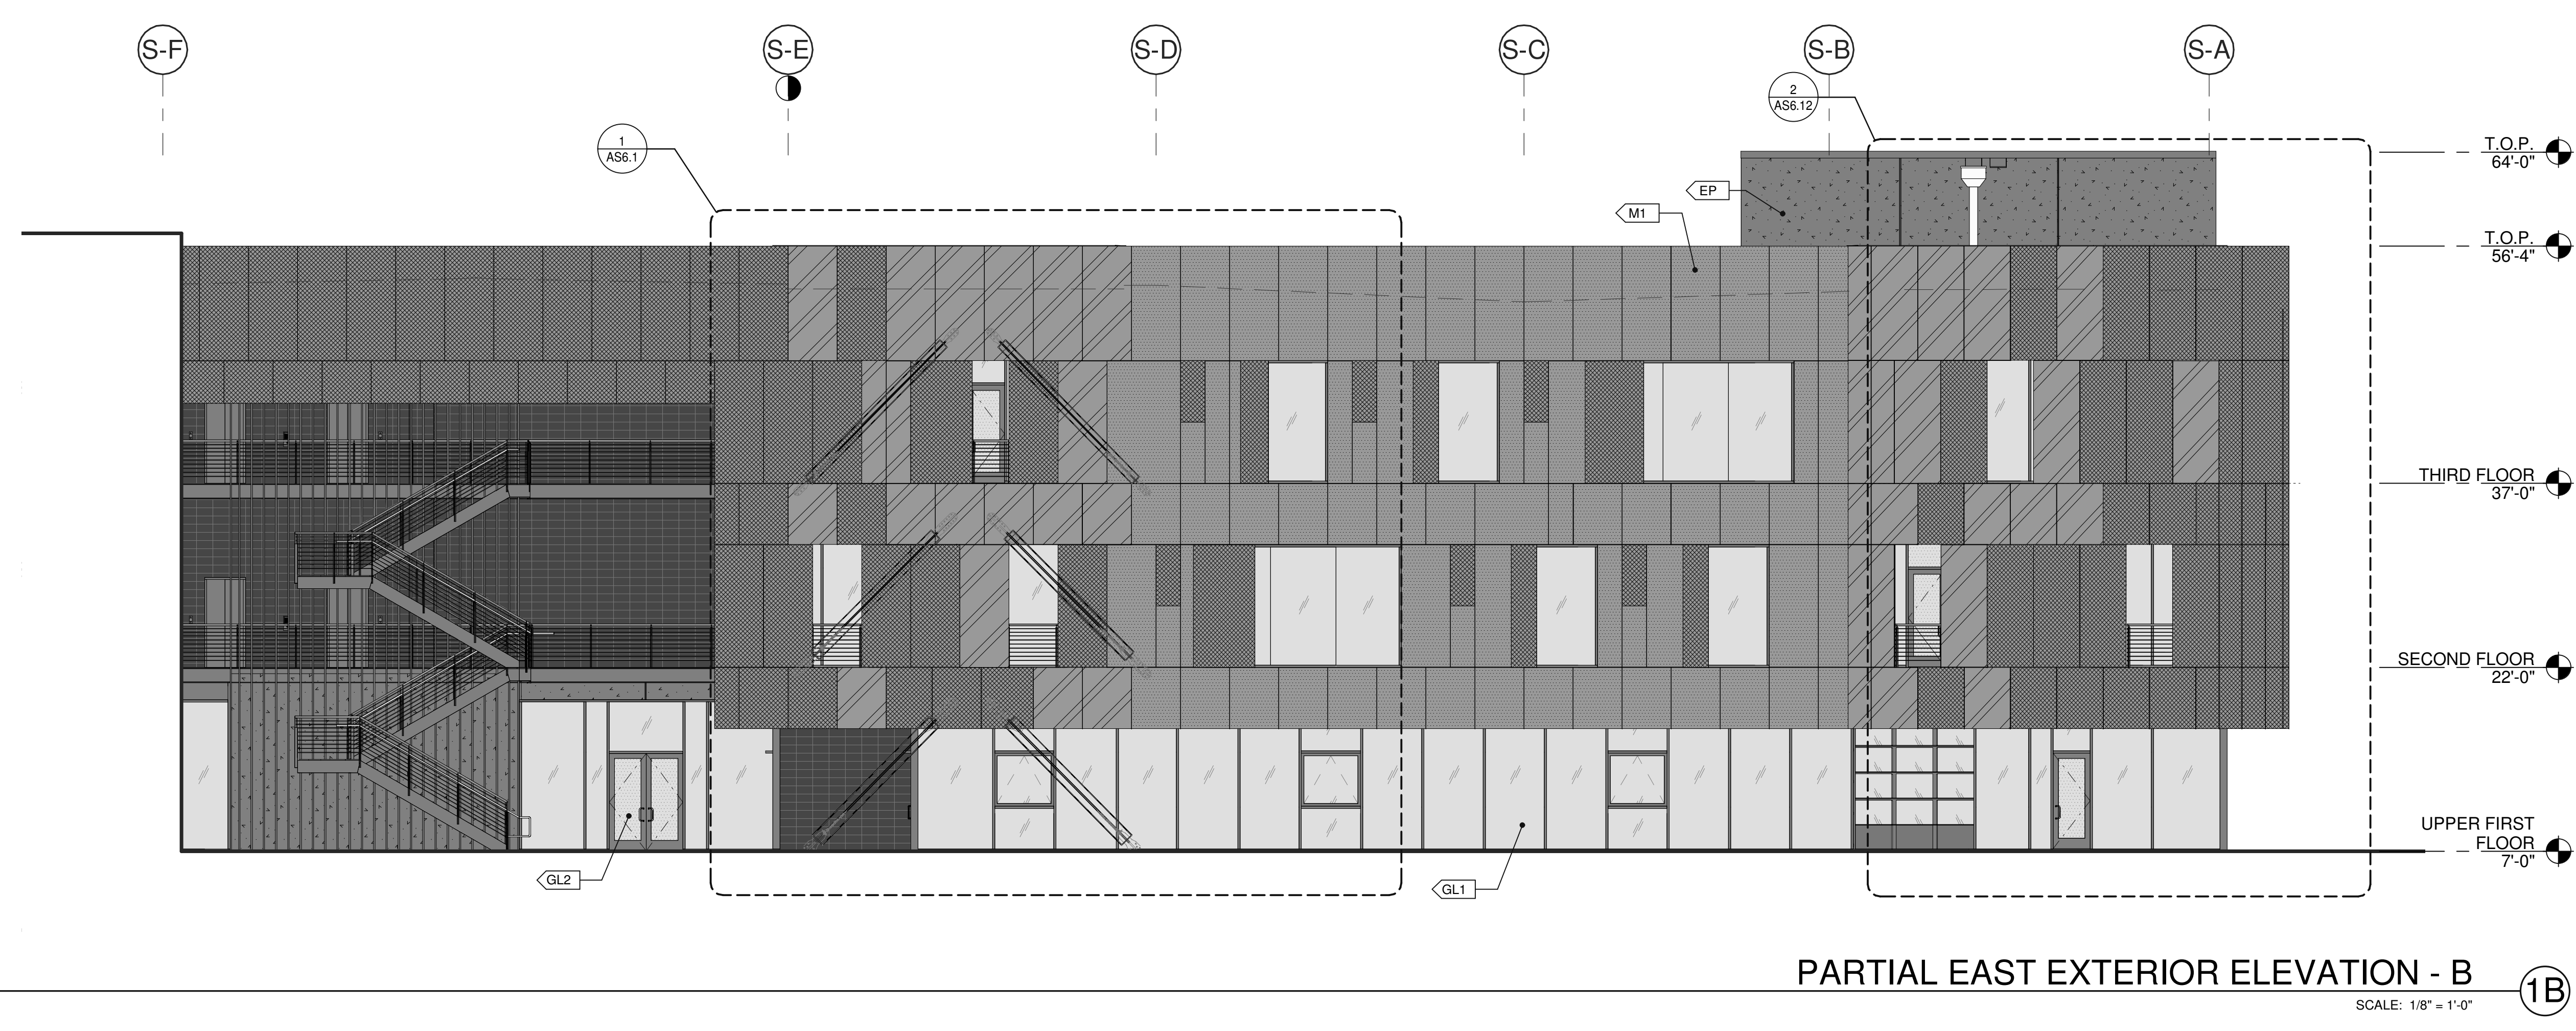 S-F
S-E
S-D
S-C
S-B
S-A
1
AS6.1
2
AS6.12
EP
M1
T.O.P.
64'-0"
T.O.P.
56'-4"
THIRD FLOOR
37'-0"
SECOND FLOOR
22'-0"
UPPER FIRST
FLOOR
7'-0"
GL2
GL1
PARTIAL EAST EXTERIOR ELEVATION - B
1B
SCALE: 1/8" = 1'-0"